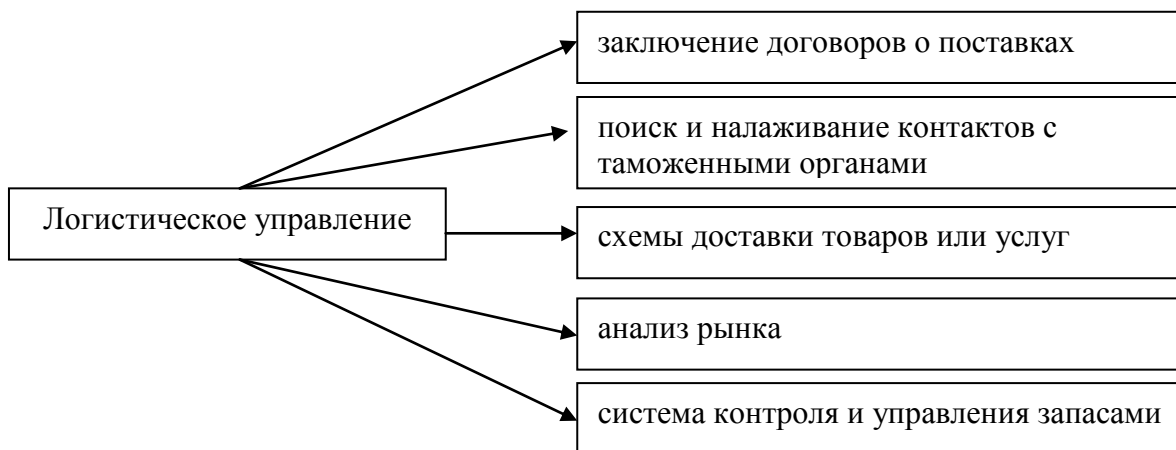 заключение договоров о поставках
поиск и налаживание контактов с
таможенными органами
Логистическое управление
схемы доставки товаров или услуг
анализ рынка
система контроля и управления запасами